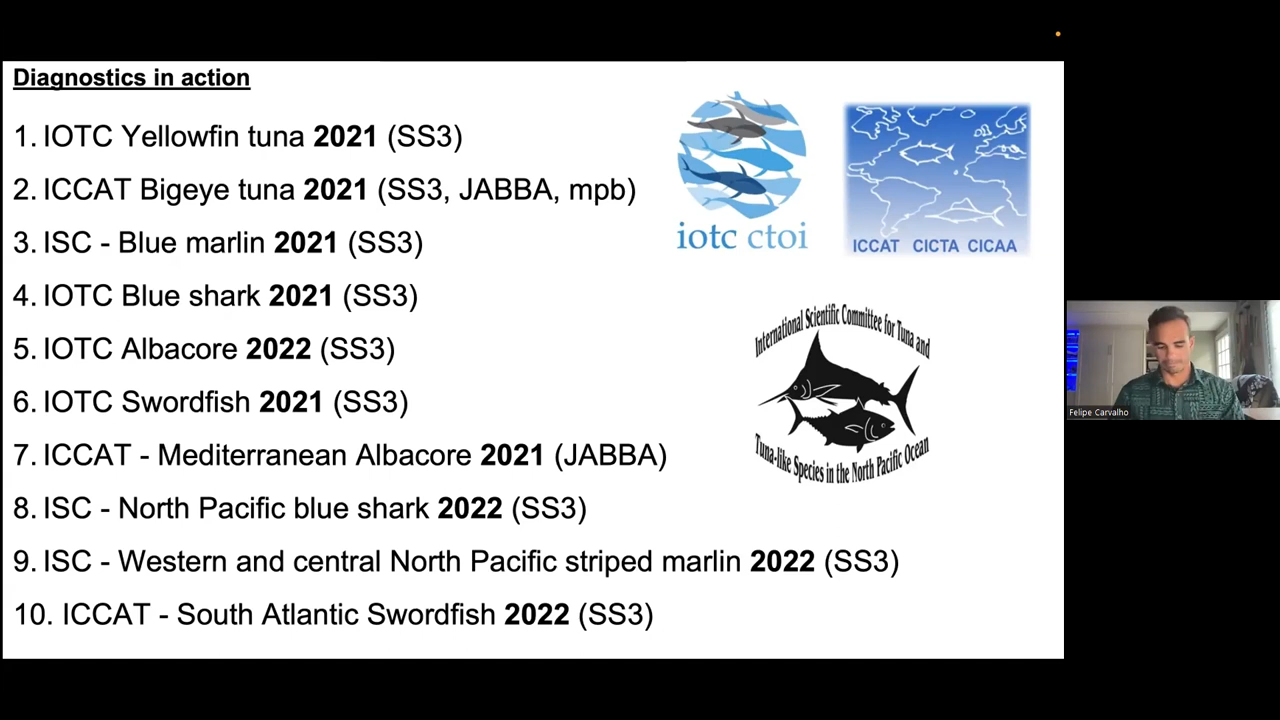 Diagnostics in action
1. IOTC Yellowfin tuna 2021 (SS3)
2. ICCAT Bigeye tuna 2021 (SS3, JABBA, mpb)
3. ISC - Blue marlin 2021 (SS3)
4. IOTC Blue shark 2021 (SS3)
5. IOTC Albacore 2022 (SS3)
6. IOTC Swordfish 2021 (SS3)
7. ICCAT - Mediterranean Albacore 2021 (JABBA)
8. ISC - North Pacific blue shark 2022 (SS3)
9. ISC - Western and central North Pacific striped marlin 2022 (SS3)
10. ICCAT - South Atlantic Swordfish 2022 (SS3)
iotc ctoi
ICCAT CICTA CICAA
International Scientific Committee for Tuna and
Tuna-like Species in the North Pacific Ocean
Felipe Carvalho